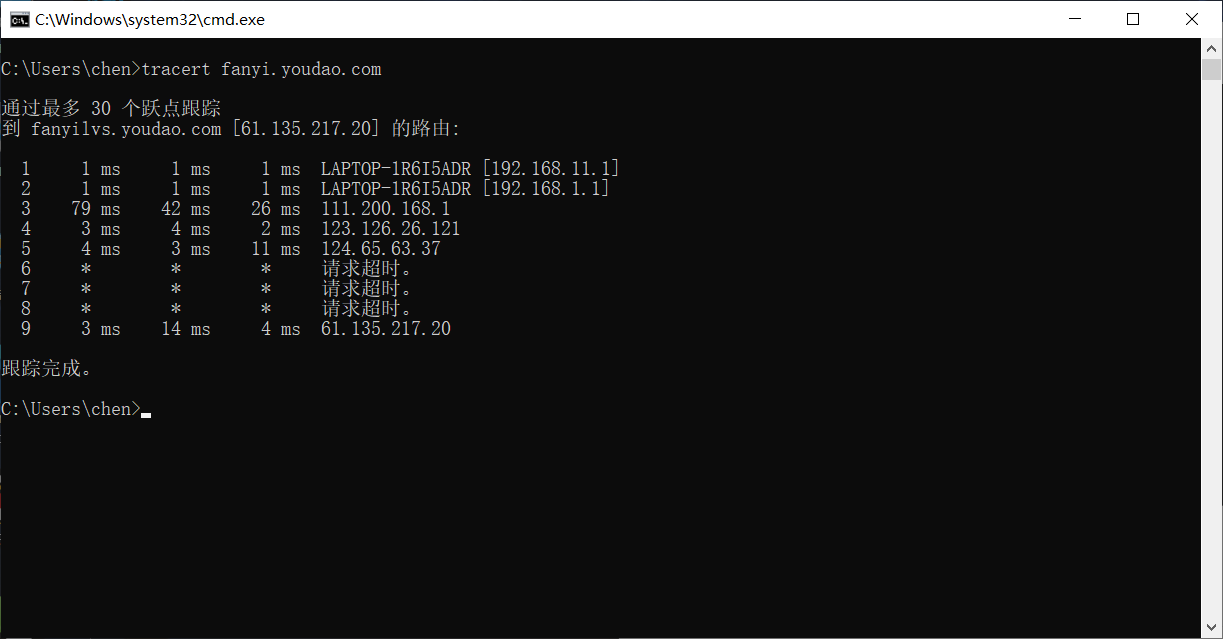 C:\Windows\system32\cmd.exe
C:\Users\chen>tracert fanyi.youdao.com
通过最多 30 个跃点跟踪
到 fanyilvs.youdao.com [61.135.217.20] 的路由:
1 1 ms 1 ms 1 ms LAPTOP-1R6I5ADR [192.168.11.1]
2 1 ms 1 ms 1 ms LAPTOP-1R6I5ADR [192.168.1.1]
3 79 ms 42 ms 26 ms 111.200.168.1
4 3 ms 4 ms 2 ms 123.126.26.121
5 4 ms 3 ms 11 ms 124.65.63.37
6 * * * 请求超时。
7 * * * 请求超时。
8 * * * 请求超时。
9 3 ms 14 ms 4 ms 61.135.217.20
跟踪完成。
C:\Users\chen>